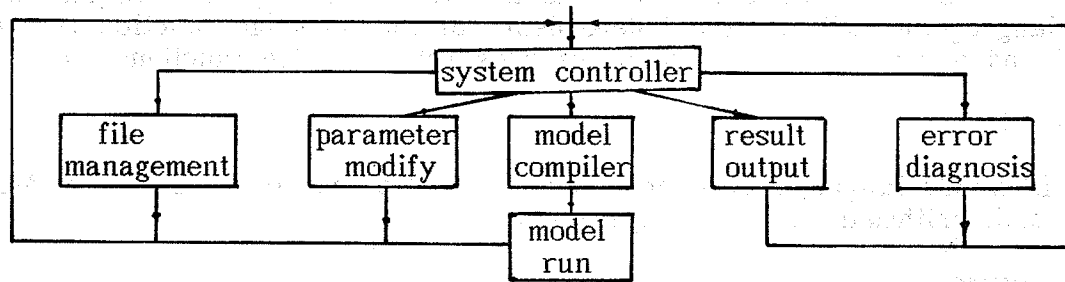 system controller
file
management
parameter
modify
model
compiler
result
output
error
diagnosis
model
run